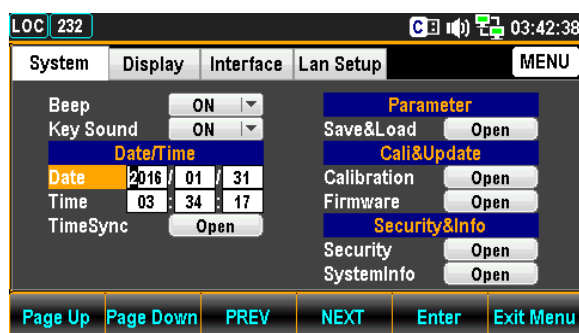 LOC 232 C 03:42:38
System Display Interface Lan Setup MENU
Beep ON
Key Sound ON
Date/Time
Date 2016 / 01 / 31
Time 03 : 34 : 17
TimeSync Open
Parameter
Save&Load Open
Cali&Update
Calibration Open
Firmware Open
Security&Info
Security Open
SystemInfo Open
Page Up Page Down PREV NEXT Enter Exit Menu